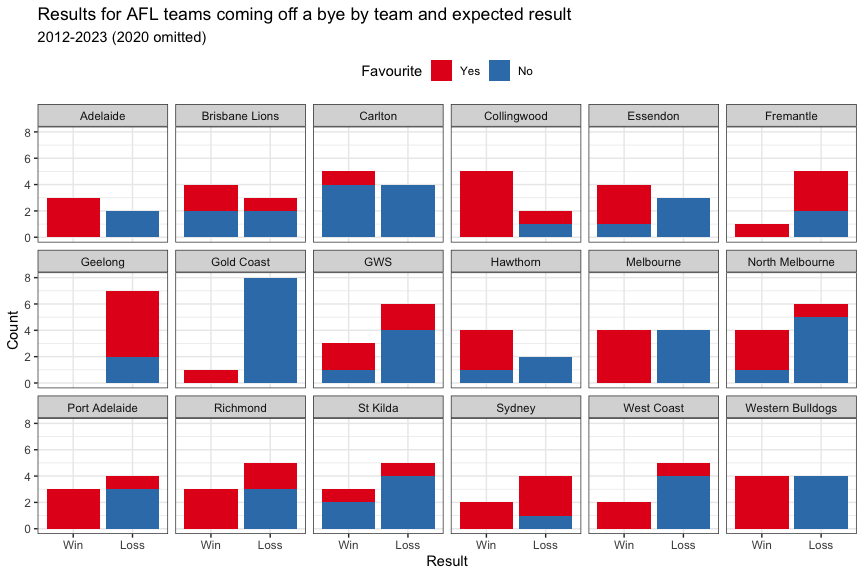 Results for AFL teams coming off a bye by team and expected result
2012-2023 (2020 omitted)
Favourite Yes No
Adelaide Brisbane Lions Carlton Collingwood Essendon Fremantle
8
6
4
2
0
Geelong Gold Coast GWS Hawthorn Melbourne North Melbourne
8
6
4
2
0
Count
Port Adelaide Richmond St Kilda Sydney West Coast Western Bulldogs
8
6
4
2
0
Win Loss Win Loss Win Loss Win Loss Win Loss Win Loss
Result